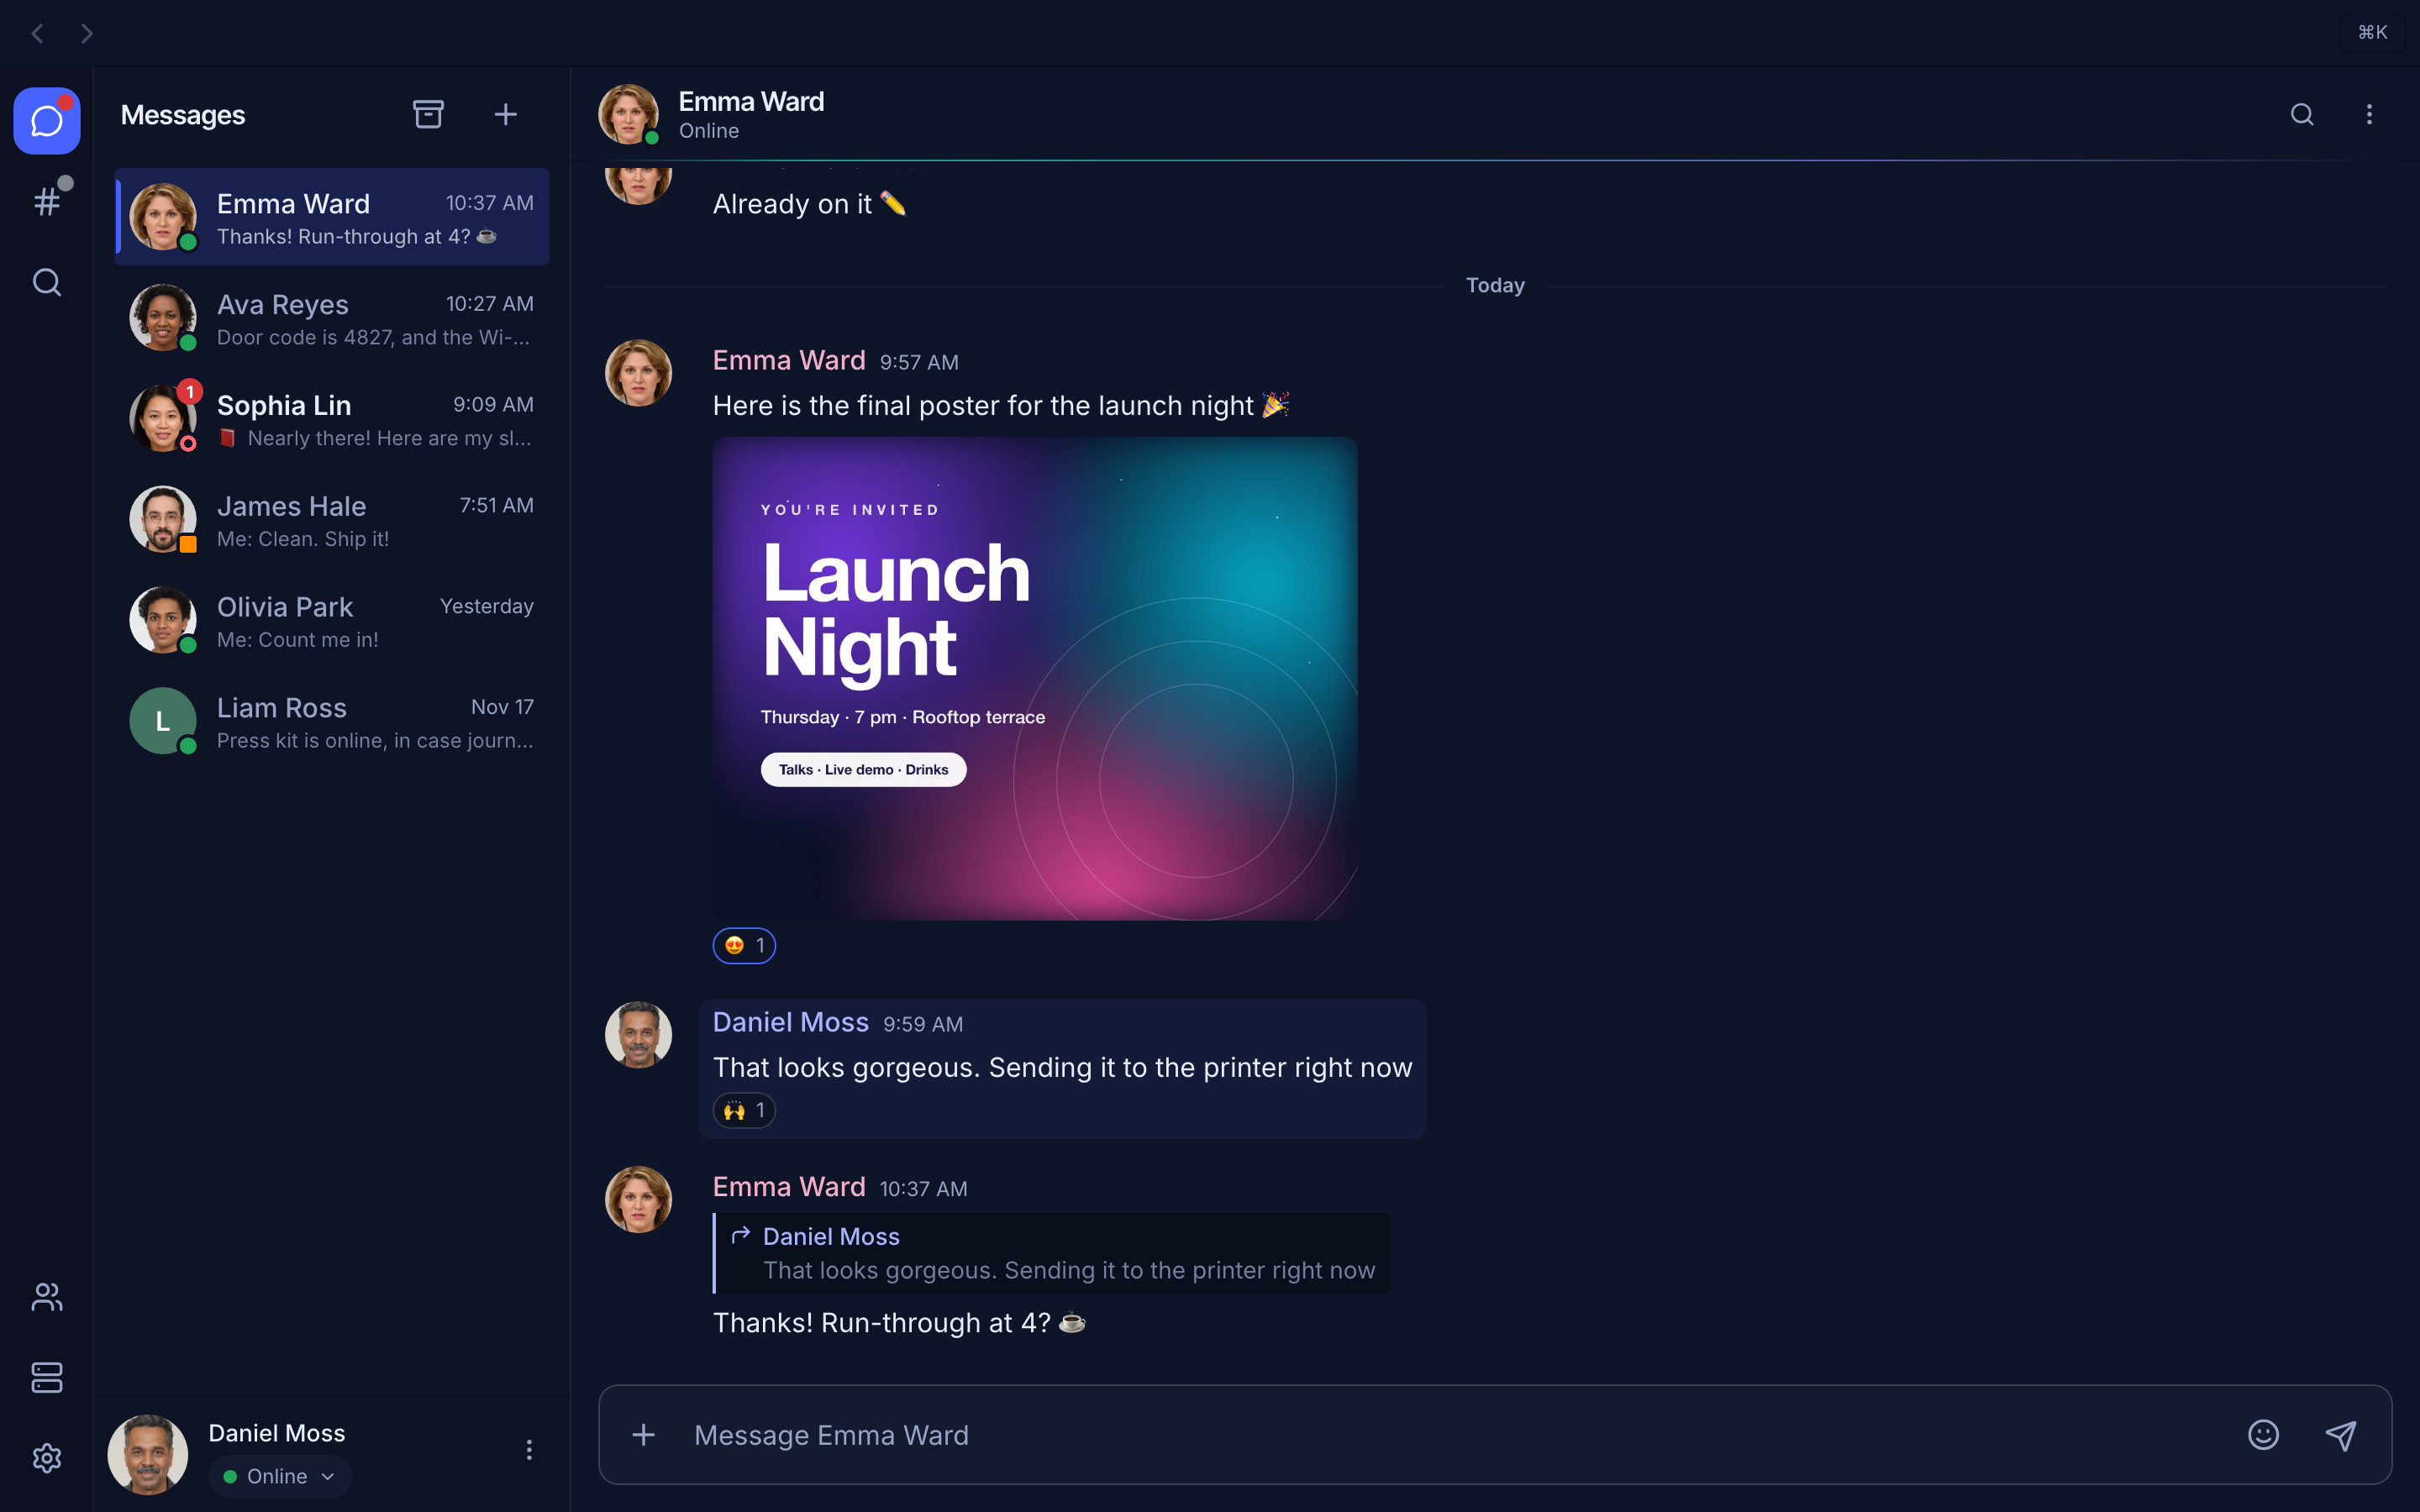 ⌘K
Messages
Emma Ward 10:37 AM
Thanks! Run-through at 4? ☕
Ava Reyes 10:27 AM
Door code is 4827, and the Wi-...
1
Sophia Lin 9:09 AM
📕 Nearly there! Here are my sl...
James Hale 7:51 AM
Me: Clean. Ship it!
Olivia Park Yesterday
Me: Count me in!
L
Liam Ross Nov 17
Press kit is online, in case journ...
Daniel Moss
Online
Emma Ward
Online
Already on it ✏️
Today
Emma Ward 9:57 AM
Here is the final poster for the launch night 🎉
YOU'RE INVITED
Launch
Night
Thursday · 7 pm · Rooftop terrace
Talks · Live demo · Drinks
😍 1
Daniel Moss 9:59 AM
That looks gorgeous. Sending it to the printer right now
🙌 1
Emma Ward 10:37 AM
Daniel Moss
That looks gorgeous. Sending it to the printer right now
Thanks! Run-through at 4? ☕
Message Emma Ward